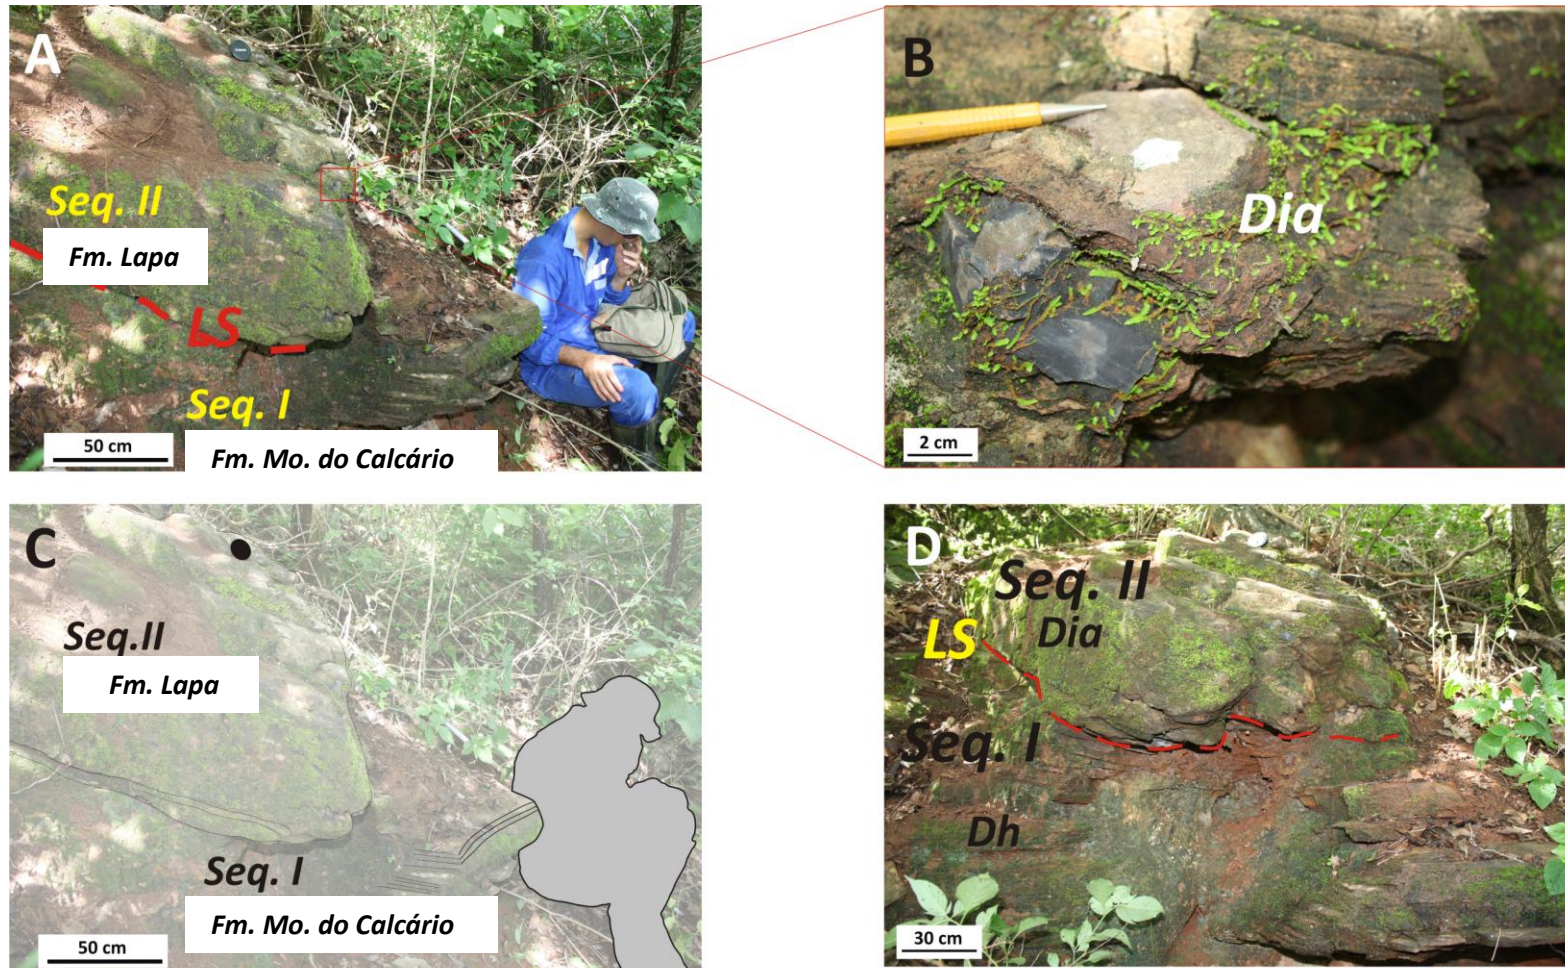 A
Seq. II
Fm. Lapa
LS
Seq. I
50 cm
Fm. Mo. do Calcário
B
Dia
2 cm
C
Seq.II
Fm. Lapa
Seq. I
Fm. Mo. do Calcário
50 cm
D
Seq. II
Dia
LS
Seq. I
Dh
30 cm